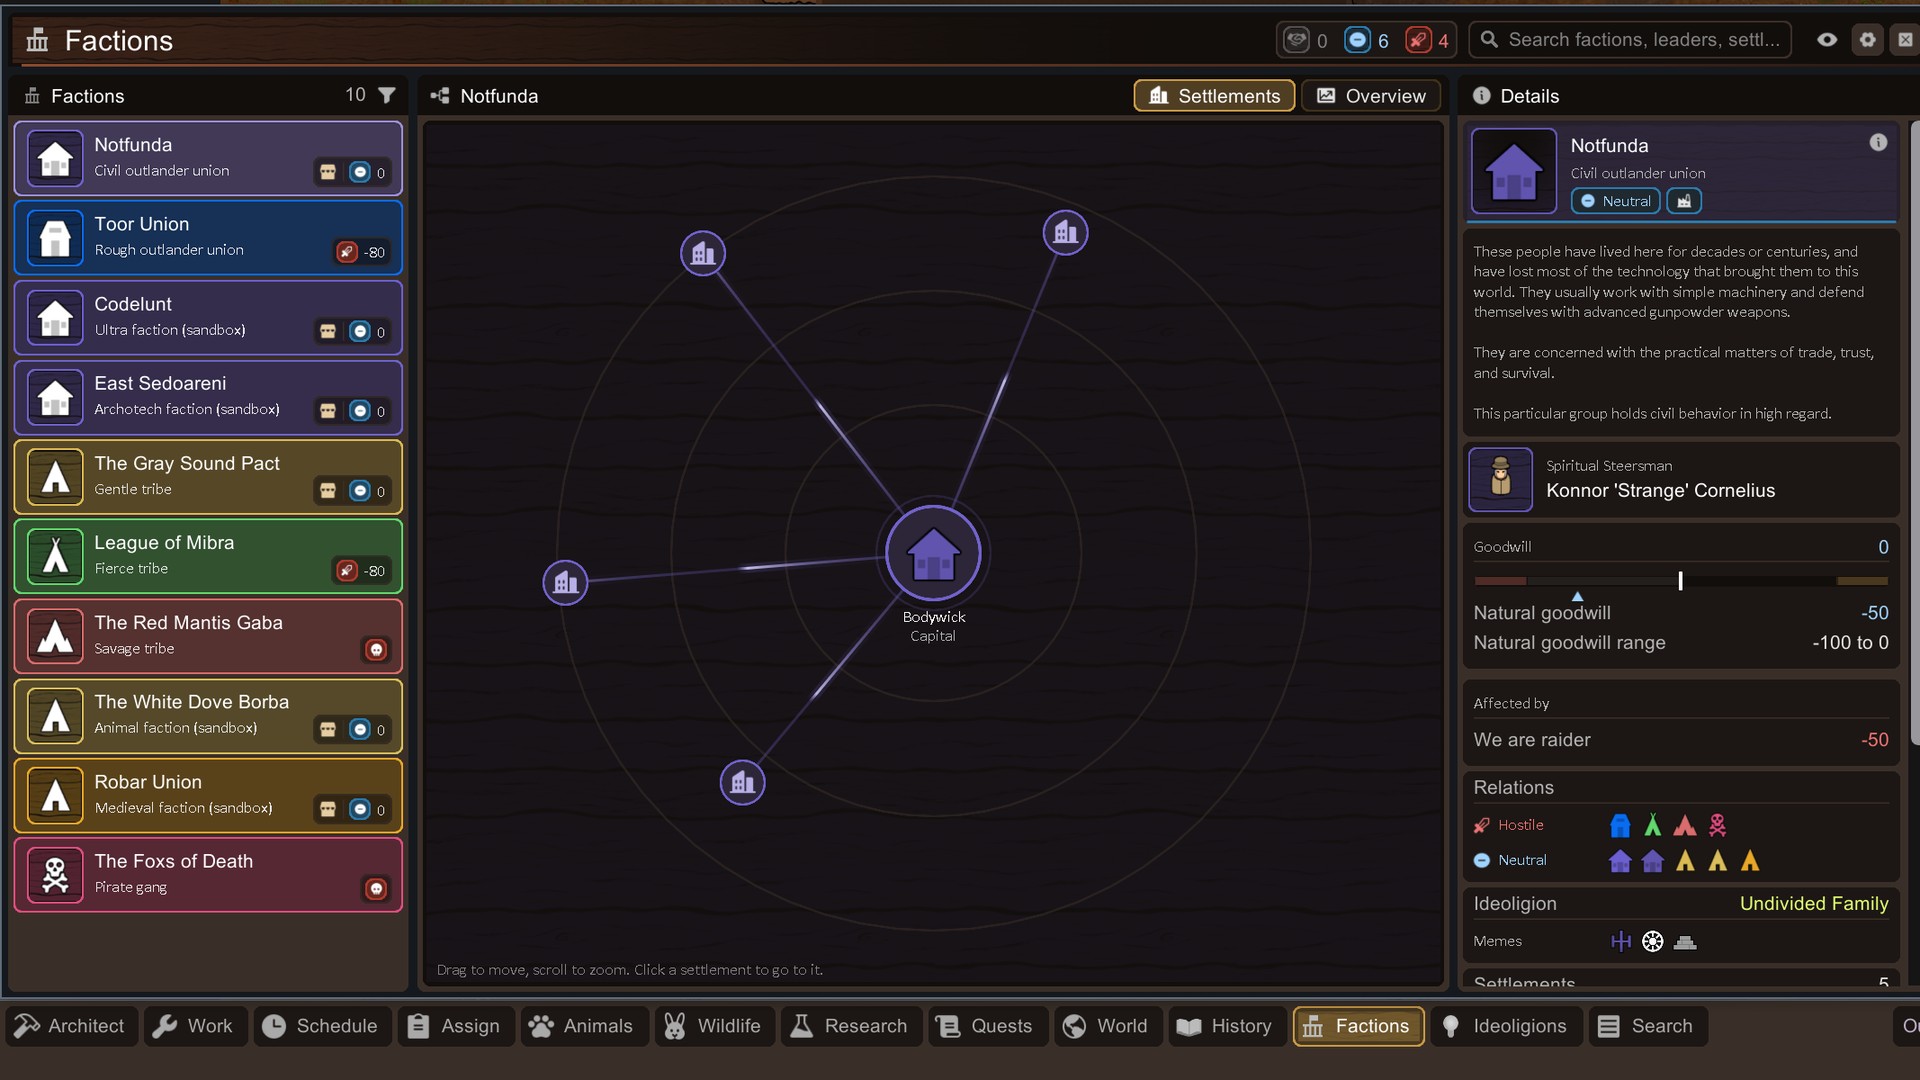 Factions
0
6
4
Search factions, leaders, settl...
Factions
10
Notfunda
Civil outlander union
0
Toor Union
Rough outlander union
-80
Codelunt
Ultra faction (sandbox)
0
East Sedoareni
Archotech faction (sandbox)
0
The Gray Sound Pact
Gentle tribe
0
League of Mibra
Fierce tribe
-80
The Red Mantis Gaba
Savage tribe
The White Dove Borba
Animal faction (sandbox)
0
Robar Union
Medieval faction (sandbox)
0
The Foxs of Death
Pirate gang
Notfunda
Settlements
Overview
Bodywick
Capital
Drag to move, scroll to zoom. Click a settlement to go to it.
Details
Notfunda
Civil outlander union
Neutral
These people have lived here for decades or centuries, and
have lost most of the technology that brought them to this
world. They usually work with simple machinery and defend
themselves with advanced gunpowder weapons.
They are concerned with the practical matters of trade, trust,
and survival.
This particular group holds civil behavior in high regard.
Spiritual Steersman
Konnor 'Strange' Cornelius
Goodwill 0
Natural goodwill -50
Natural goodwill range -100 to 0
Affected by
We are raider -50
Relations
Hostile
Neutral
Ideoligion Undivided Family
Memes
Settlements 5
Architect
Work
Schedule
Assign
Animals
Wildlife
Research
Quests
World
History
Factions
Ideoligions
Search